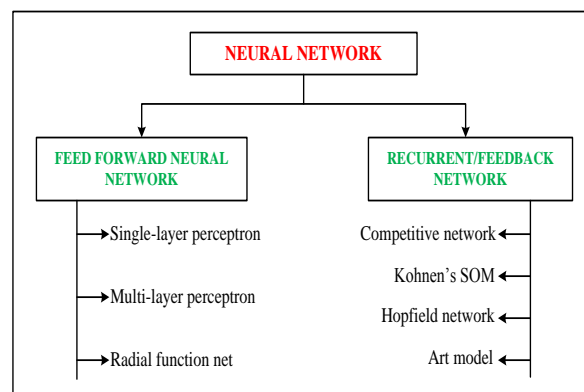 NEURAL NETWORK
FEED FORWARD NEURAL
NETWORK
Single-layer perceptron
Multi-layer perceptron
Radial function net
RECURRENT/FEEDBACK
NETWORK
Competitive network
Kohnen's SOM
Hopfield network
Art model